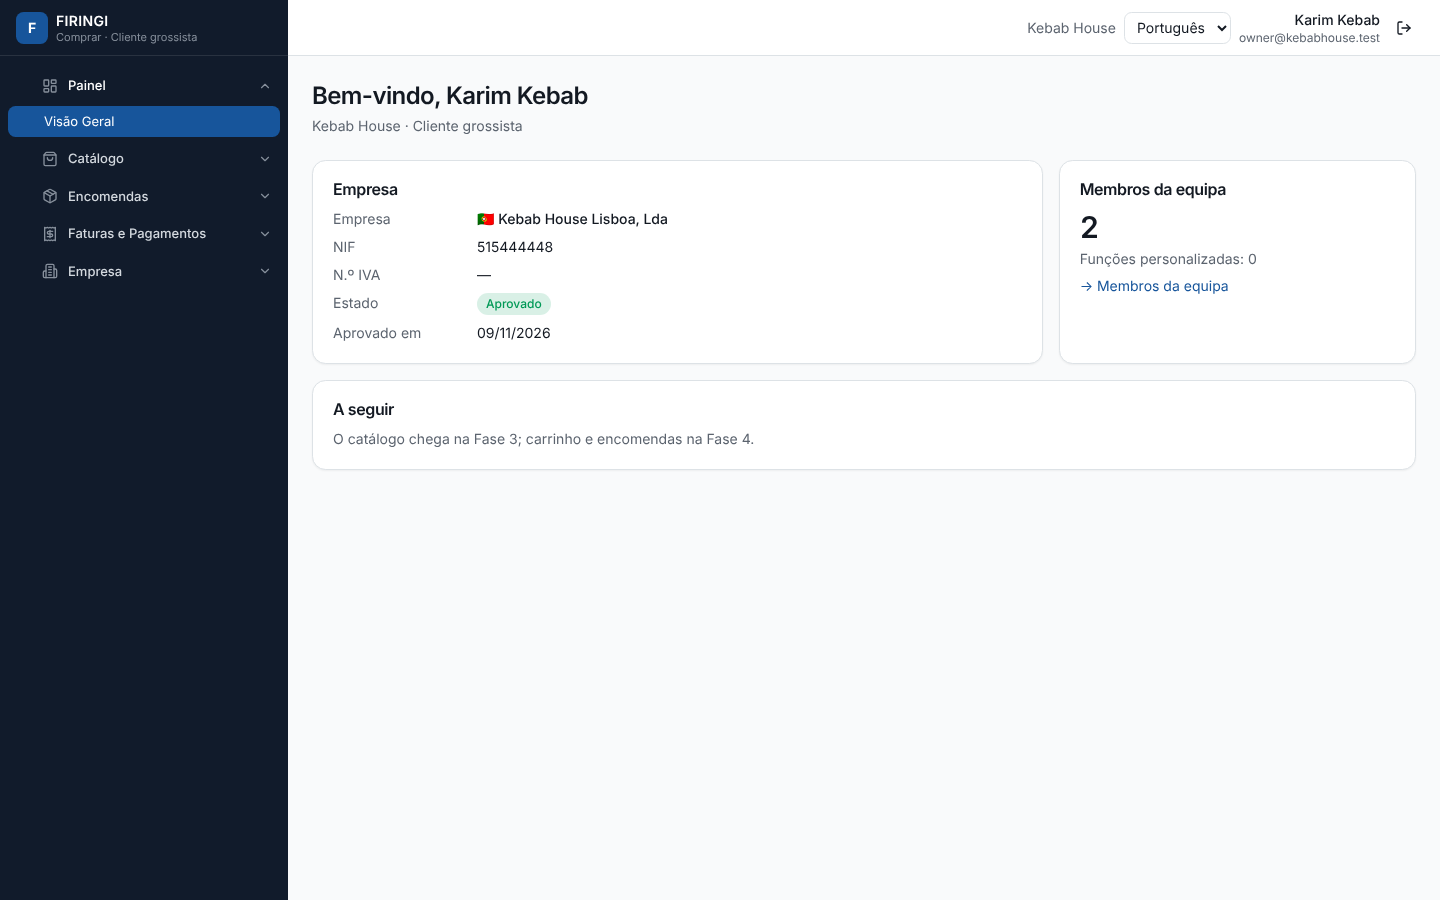 F
FIRINGI
Comprar · Cliente grossista
Kebab House
Português
Karim Kebab
owner@kebabhouse.test
Painel
Visão Geral
Catálogo
Encomendas
Faturas e Pagamentos
Empresa
Bem-vindo, Karim Kebab
Kebab House · Cliente grossista
Empresa
Empresa 🇵🇹 Kebab House Lisboa, Lda
NIF 515444448
N.º IVA —
Estado Aprovado
Aprovado em 09/11/2026
Membros da equipa
2
Funções personalizadas: 0
→ Membros da equipa
A seguir
O catálogo chega na Fase 3; carrinho e encomendas na Fase 4.